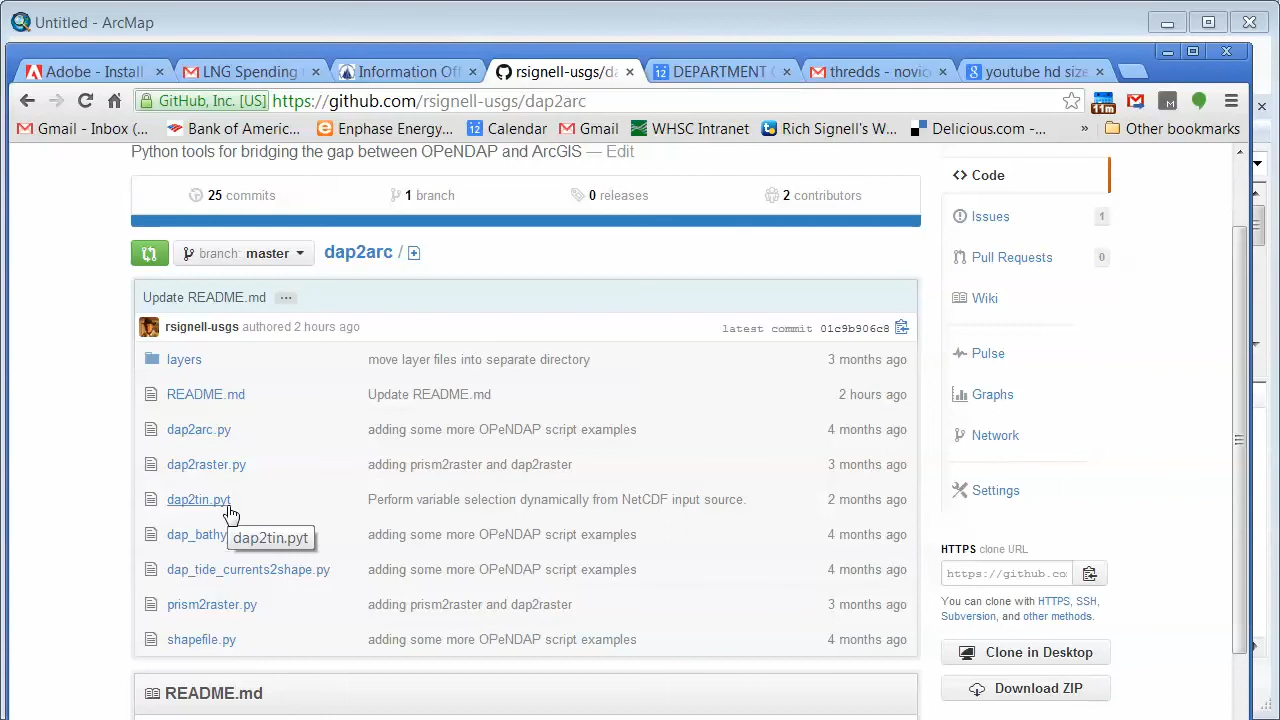 Untitled - ArcMap
Adobe - Install
LNG Spending
Information Of
rsignell-usgs/da
12 DEPARTMENT
thredds - novic
youtube hd size
GitHub, Inc. [US] https://github.com/rsignell-usgs/dap2arc
11m
Gmail - Inbox (...
Bank of Americ...
Enphase Energy...
12 Calendar
Gmail
WHSC Intranet
Rich Signell's W...
Delicious.com -...
»
Other bookmarks
Python tools for bridging the gap between OPeNDAP and ArcGIS — Edit
25 commits
1 branch
0 releases
2 contributors
branch: master
dap2arc /
Update README.md ...
rsignell-usgs authored 2 hours ago
latest commit 01c9b906c8
layers move layer files into separate directory 3 months ago
README.md Update README.md 2 hours ago
dap2arc.py adding some more OPeNDAP script examples 4 months ago
dap2raster.py adding prism2raster and dap2raster 3 months ago
dap2tin.pyt Perform variable selection dynamically from NetCDF input source. 2 months ago
dap_bathy adding some more OPeNDAP script examples 4 months ago
dap2tin.pyt
dap_tide_currents2shape.py adding some more OPeNDAP script examples 4 months ago
prism2raster.py adding prism2raster and dap2raster 3 months ago
shapefile.py adding some more OPeNDAP script examples 4 months ago
README.md
<> Code
Issues 1
Pull Requests 0
Wiki
Pulse
Graphs
Network
Settings
HTTPS clone URL
https://github.co
You can clone with HTTPS, SSH,
Subversion, and other methods.
Clone in Desktop
Download ZIP